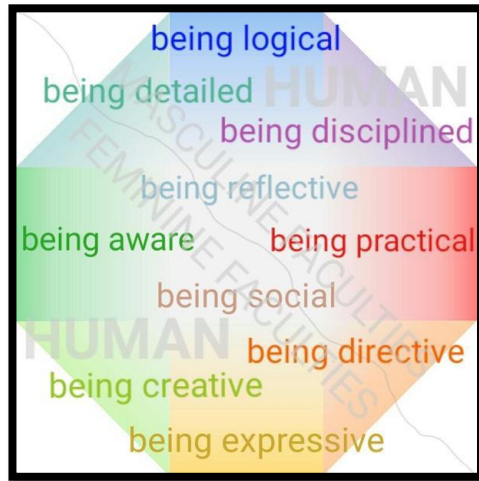 being logical
HUMAN
being detailed
being disciplined
MASCULINE FACULTIES
FEMININE FACULTIES
being reflective
being aware
being practical
being social
HUMAN
being directive
being creative
being expressive